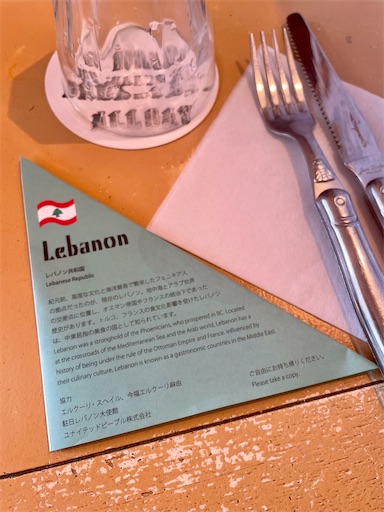 ALLDAY
Lebanon
レバノン共和国
Lebanese Republic
紀元前、高度な文化と海洋貿易で繁栄したフェニキア人
の拠点だったのが、現在のレバノン。地中海とアラブ世界
の交差点に位置し、オスマン帝国やフランスの統治下であった
歴史があります。トルコ、フランスの食文化影響を受けたレバノン
は、中東屈指の美食の国として知られています。
Lebanon was a stronghold of the Phoenicians, who prospered in BC. Located
at the crossroads of the Mediterranean Sea and the Arab world, Lebanon has a
history of being under the rule of the Ottoman Empire and France. Influenced by
their culinary culture, Lebanon is known as a gastronomic countries in the Middle East.
協力
エルクーリ・スヘイル、今福エルクーリ麻由
駐日レバノン大使館
ユナイテッドピープル株式会社
ご自由にお持ち帰りください。
Please take a copy.